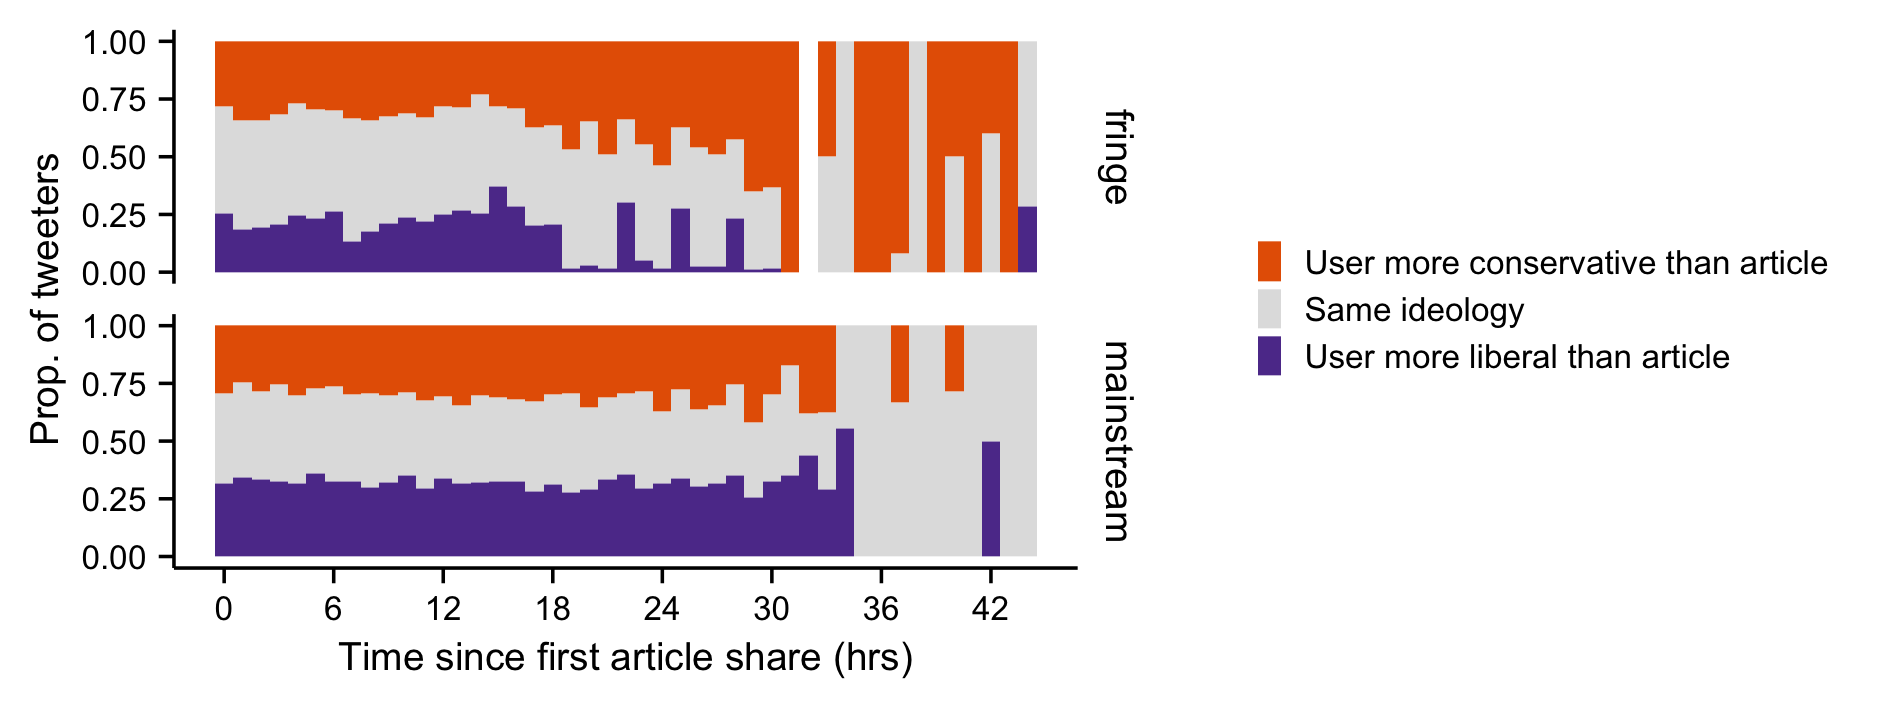 Prop. of tweeters
1.00
0.75
0.50
0.25
0.00
fringe
1.00
0.75
0.50
0.25
0.00
mainstream
0 6 12 18 24 30 36 42
Time since first article share (hrs)
User more conservative than article
Same ideology
User more liberal than article